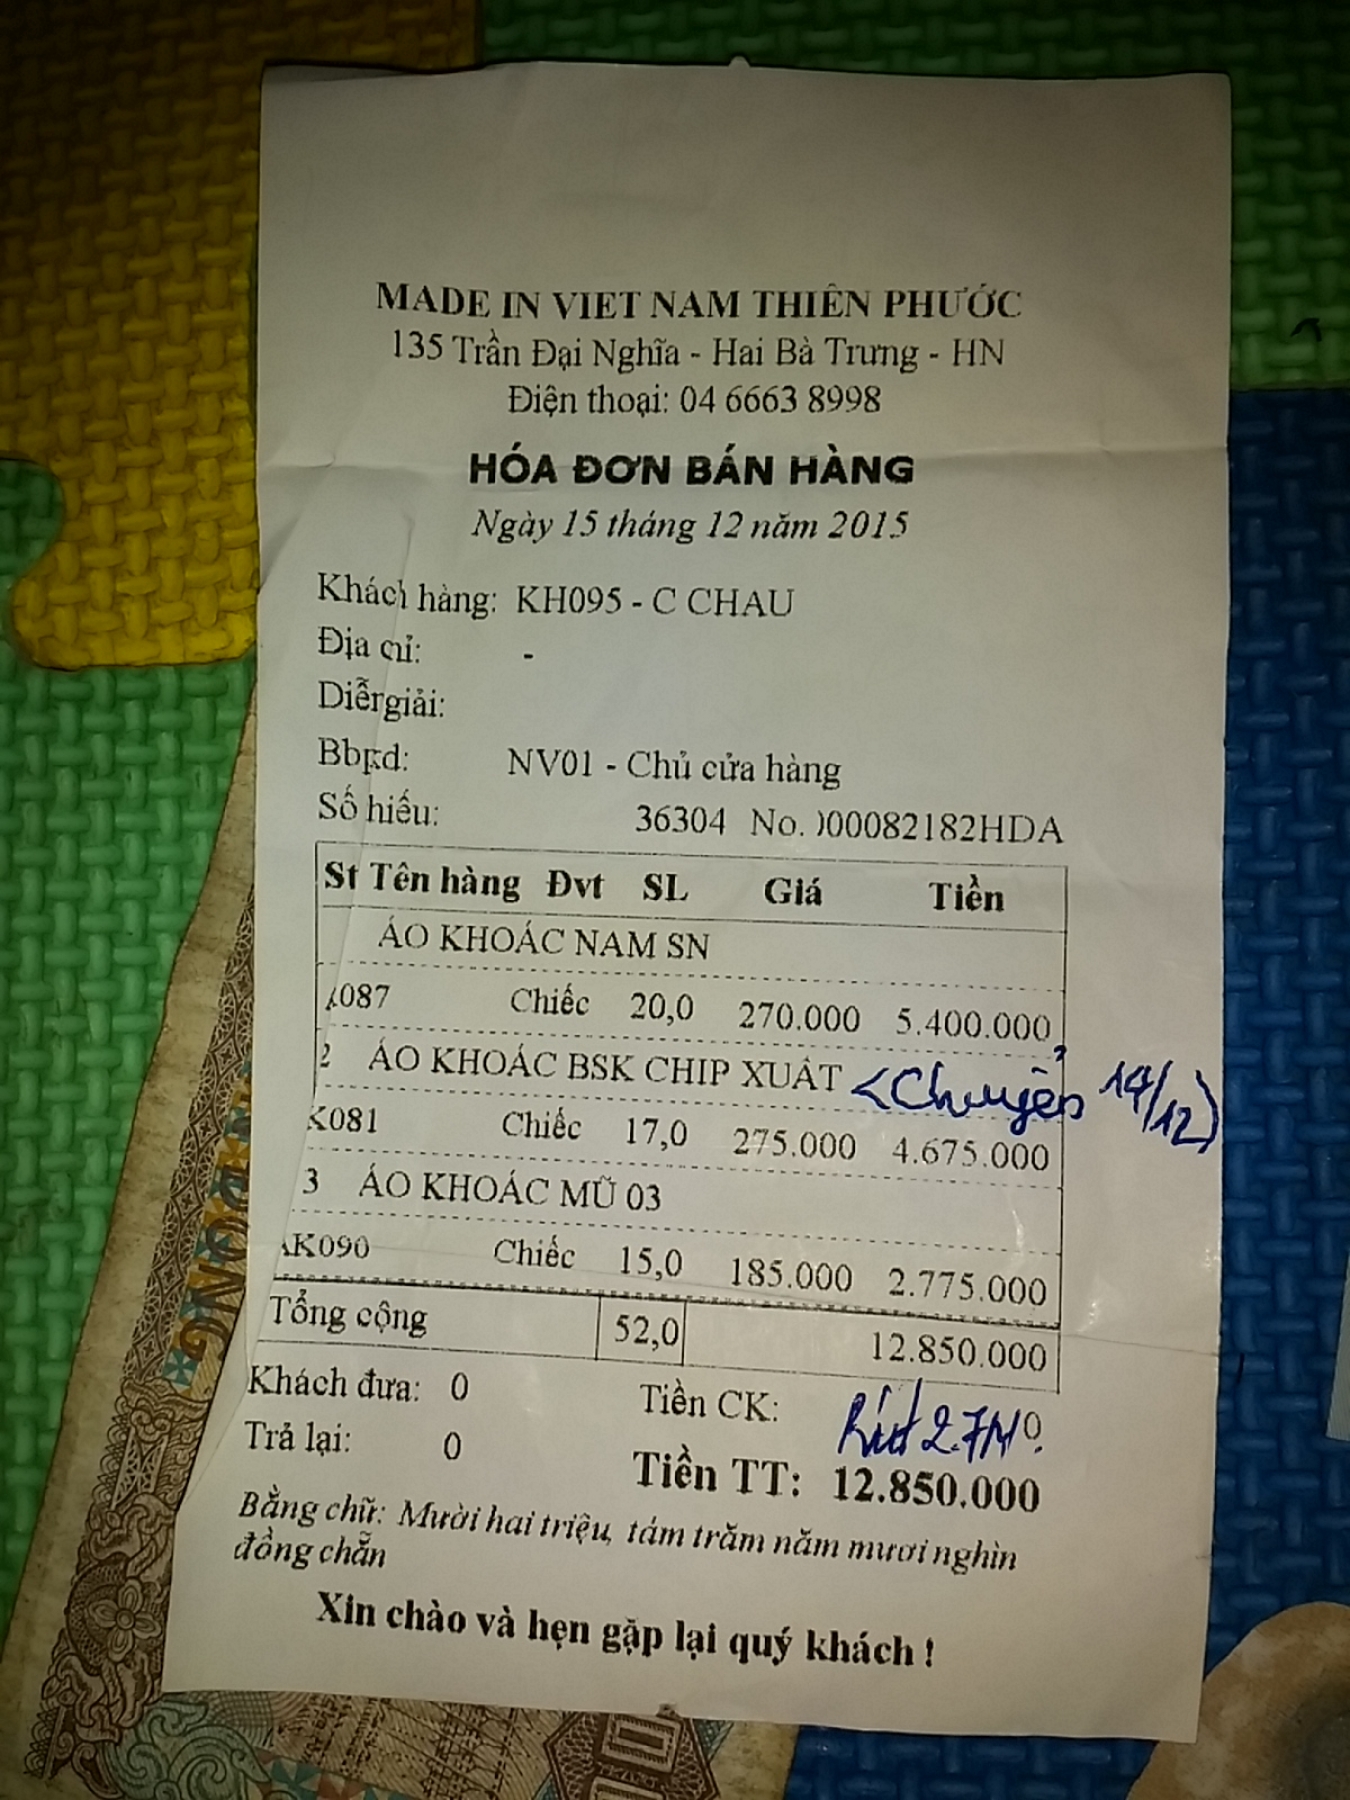 MADE IN VIET NAM THIÊN PHƯỚC
135 Trần Đại Nghĩa - Hai Bà Trưng - HN
Điện thoại: 04 6663 8998
HÓA ĐƠN BÁN HÀNG
Ngày 15 tháng 12 năm 2015
Khách hàng: KH095 - C CHAU
Địa chỉ: -
Diễn giải:
NV01 - Chủ cửa hàng
Số hiếu: 36304 No. 00082182HDA
St Tên hàng Đvt SL Giá Tiền
ÁO KHOÁC NAM SN
087 Chiếc 20,0 270.000 5.400.000
2 ÁO KHOÁC BSK CHIP XUẤT (Chuyển 14/12)
K081 Chiếc 17,0 275.000 4.675.000
3 ÁO KHOÁC MŨ 03
AK090 Chiếc 15,0 185.000 2.775.000
Tổng cộng 52,0 12.850.000
Khách đưa: 0 Tiền CK: 0
Rút 2.7M
Trả lại: 0 Tiền TT: 12.850.000
Bằng chữ: Mười hai triệu, tám trăm năm mươi nghìn
đồng chẵn
Xin chào và hẹn gặp lại quý khách !
ĐỒNG